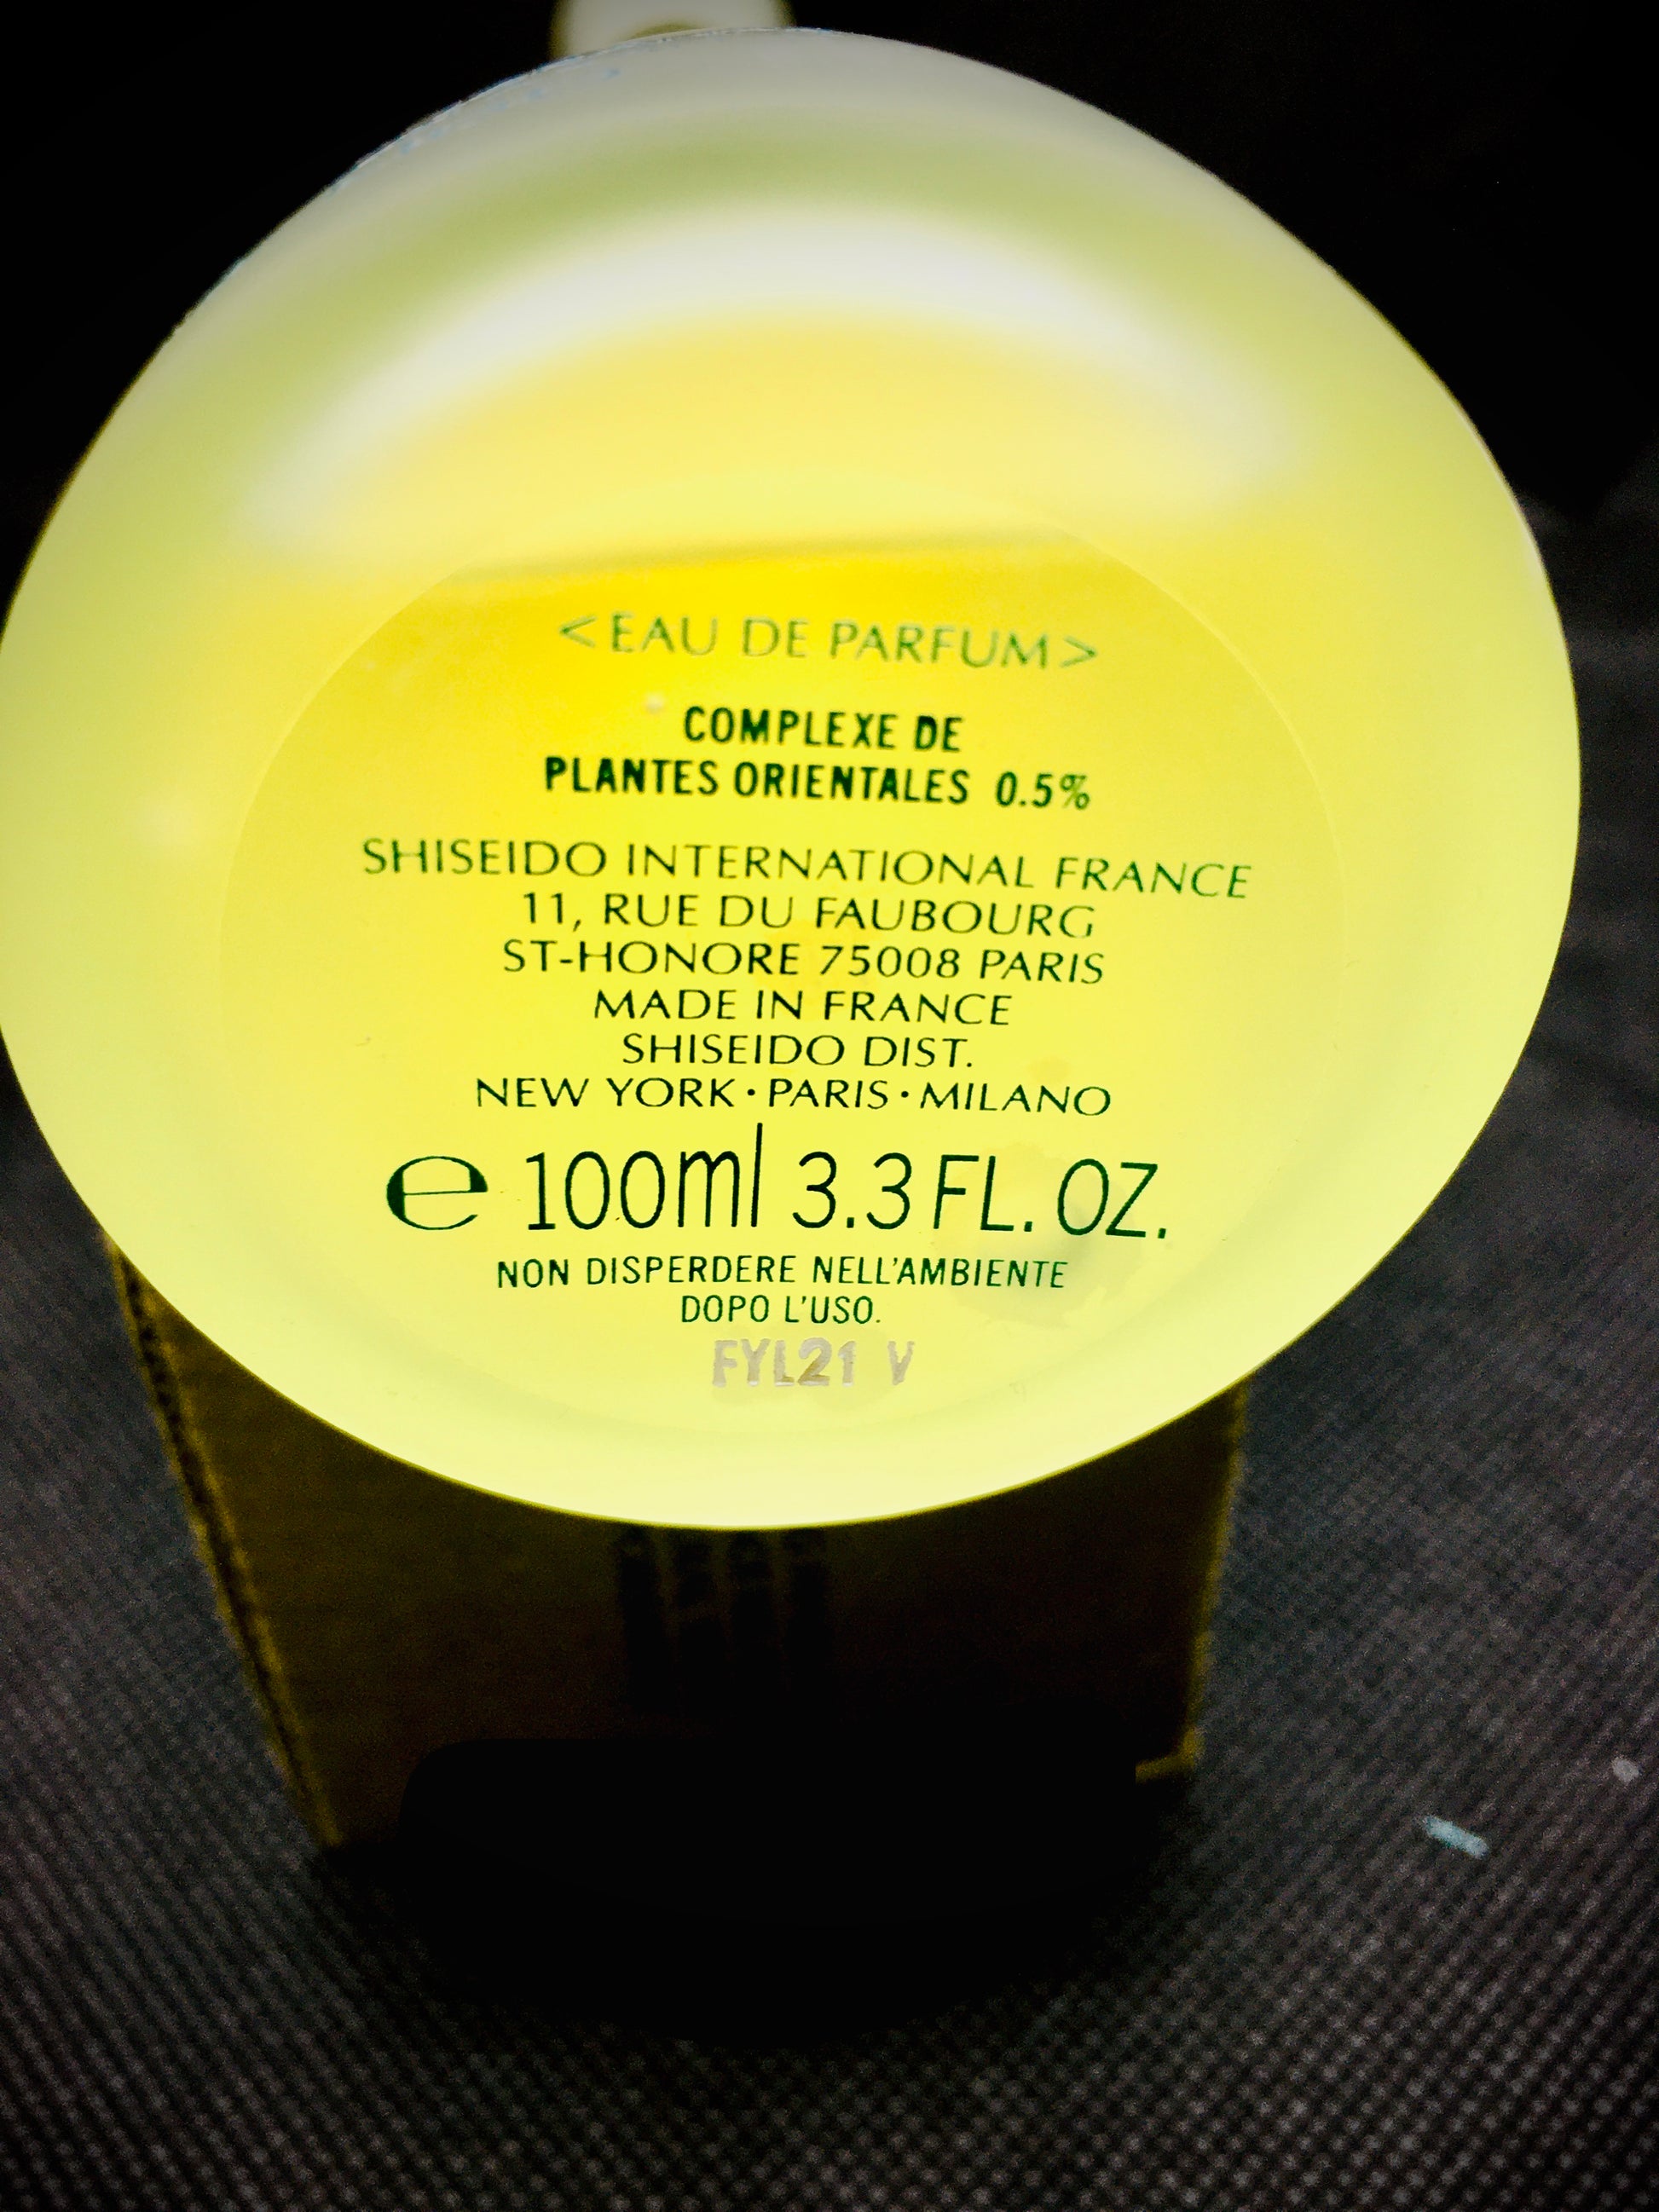 <EAU DE PARFUM>
COMPLEXE DE
PLANTES ORIENTALES 0.5%
SHISEIDO INTERNATIONAL FRANCE
11, RUE DU FAUBOURG
ST-HONORE 75008 PARIS
MADE IN FRANCE
SHISEIDO DIST.
NEW YORK·PARIS·MILANO
e 100ml 3.3 FL. OZ.
NON DISPERDERE NELL'AMBIENTE
DOPO L'USO.
FYL21 V